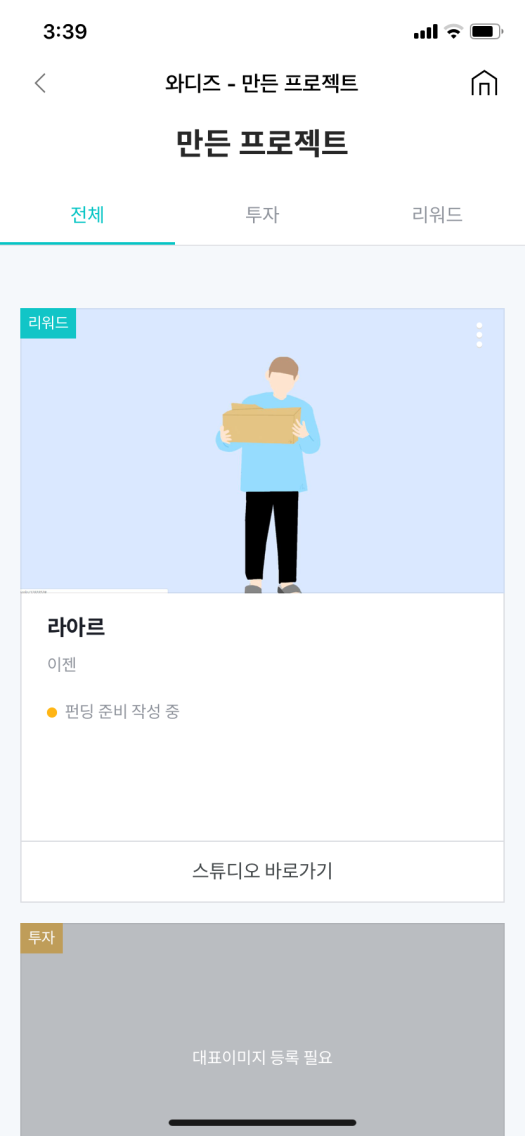 3:39
와디즈 - 만든 프로젝트
만든 프로젝트
전체 투자 리워드
리워드
라아르
이젠
펀딩 준비 작성 중
스튜디오 바로가기
투자
대표이미지 등록 필요